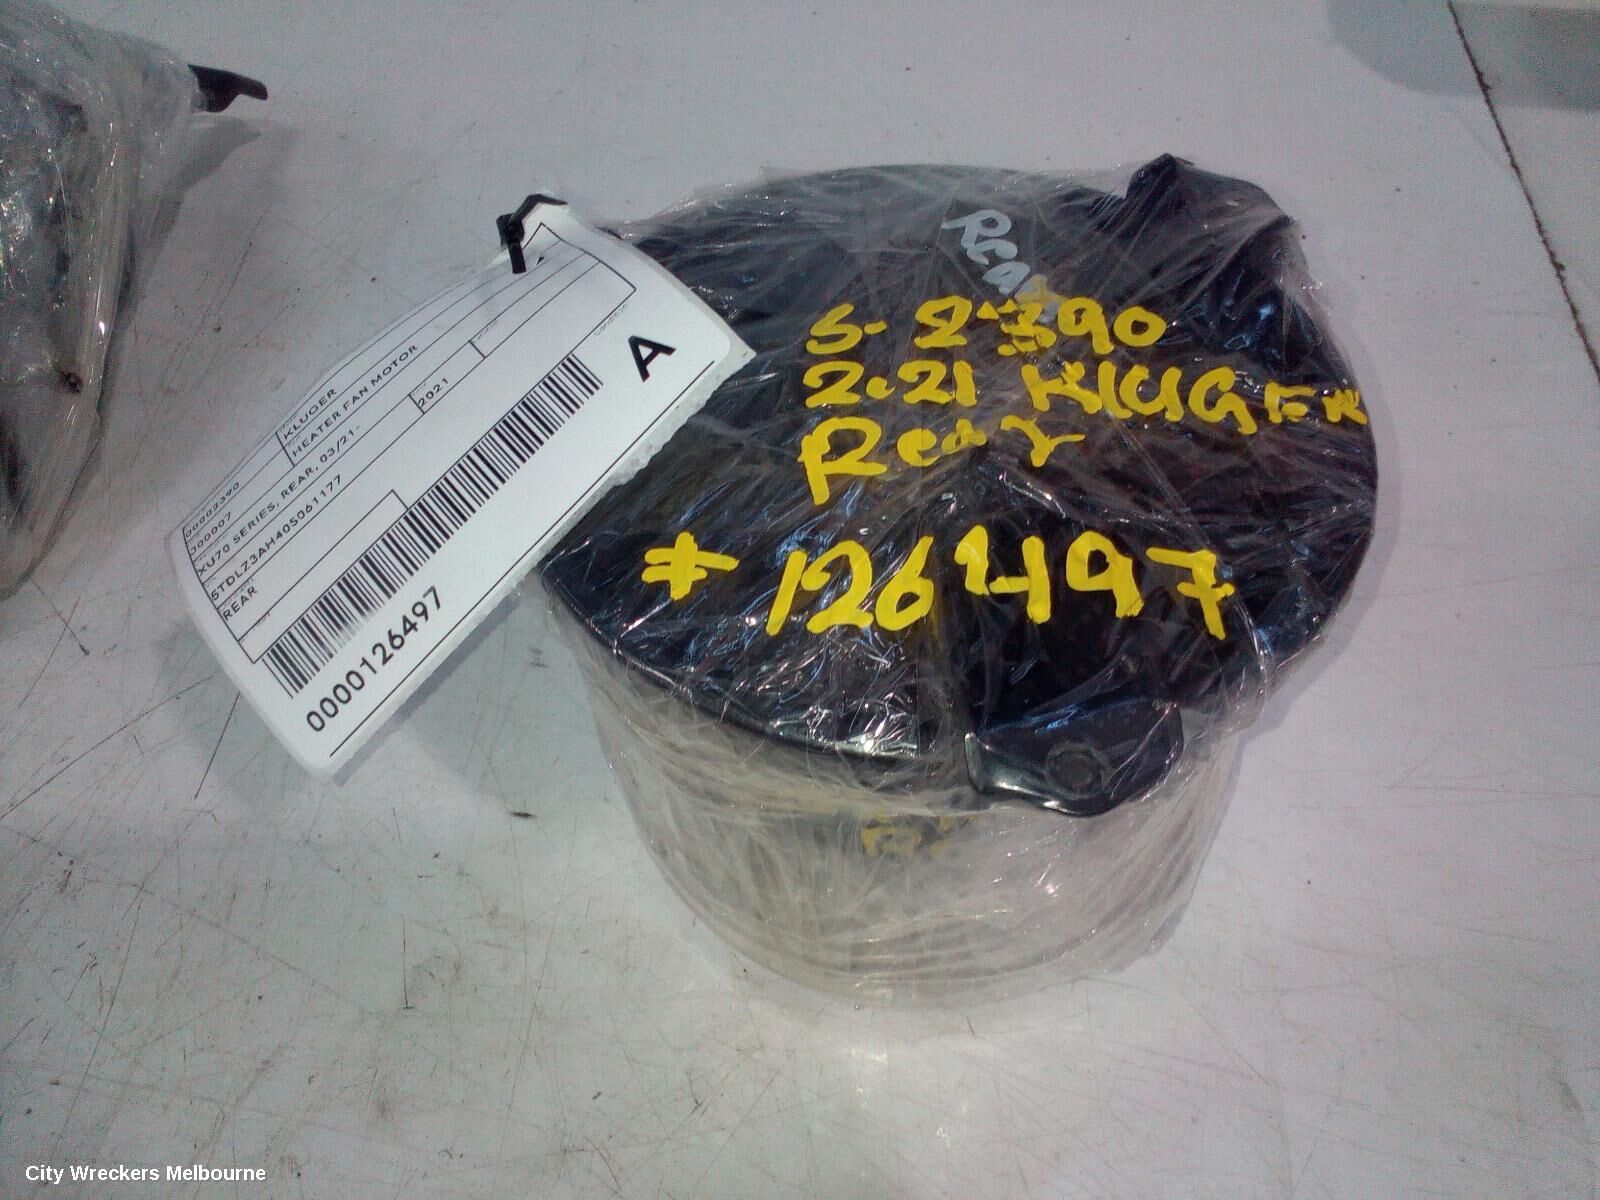 00002390
KLUGER
J00007
HEATER FAN MOTOR
XU70 SERIES, REAR, 03/21-
5TDLZ3AH40S061177
2021
REAR
A
0000126497
Rear
S-2390
2.21 KLUGER
Rear
* 126497
City Wreckers Melbourne